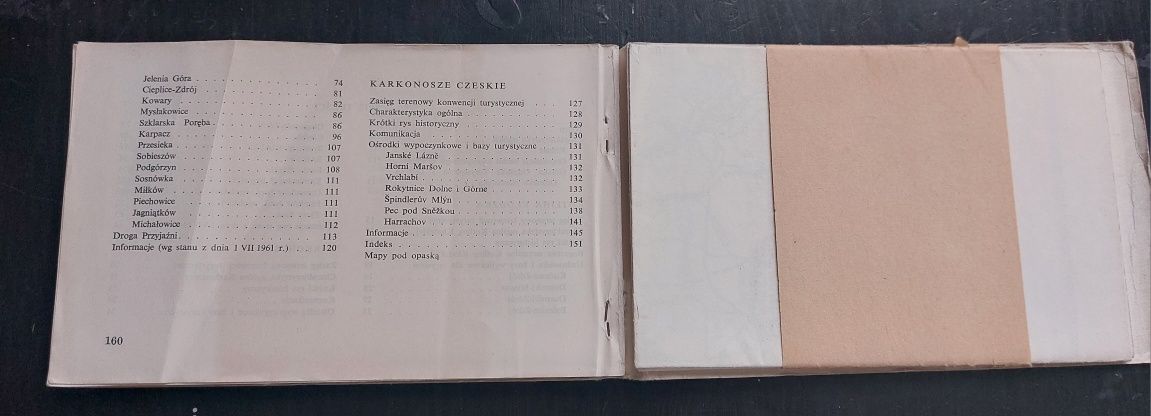 Jelenia Góra . . . . . . . . . . . . . 74
Cieplice-Zdrój . . . . . . . . . . . . 81
Kowary . . . . . . . . . . . . . . . 82
Mysłakowice . . . . . . . . . . . . . 86
Szklarska Poręba . . . . . . . . . . . 86
Karpacz . . . . . . . . . . . . . . . 96
Przesieka . . . . . . . . . . . . . . 107
Sobieszów . . . . . . . . . . . . . . 107
Podgórzyn . . . . . . . . . . . . . . 108
Sosnówka . . . . . . . . . . . . . . 111
Miłków . . . . . . . . . . . . . . . 111
Piechowice . . . . . . . . . . . . . 111
Jagniątków . . . . . . . . . . . . . 111
Michałowice . . . . . . . . . . . . . 112
Droga Przyjaźni . . . . . . . . . . . . 113
Informacje (wg stanu z dnia 1 VII 1961 r.) . . 120
KARKONOSZE CZESKIE
Zasięg terenowy konwencji turystycznej . . . 127
Charakterystyka ogólna . . . . . . . . . 128
Krótki rys historyczny . . . . . . . . . 129
Komunikacja . . . . . . . . . . . . . 130
Ośrodki wypoczynkowe i bazy turystyczne . . 131
Janské Lázně . . . . . . . . . . . . 131
Horní Maršov . . . . . . . . . . . . 132
Vrchlabí . . . . . . . . . . . . . . 132
Rokytnice Dolne i Górne . . . . . . . . 133
Špindlerův Mlýn . . . . . . . . . . . 134
Pec pod Sněžkou . . . . . . . . . . . 138
Harrachov . . . . . . . . . . . . . 141
Informacje . . . . . . . . . . . . . . 145
Indeks . . . . . . . . . . . . . . . 151
Mapy pod opaską
160